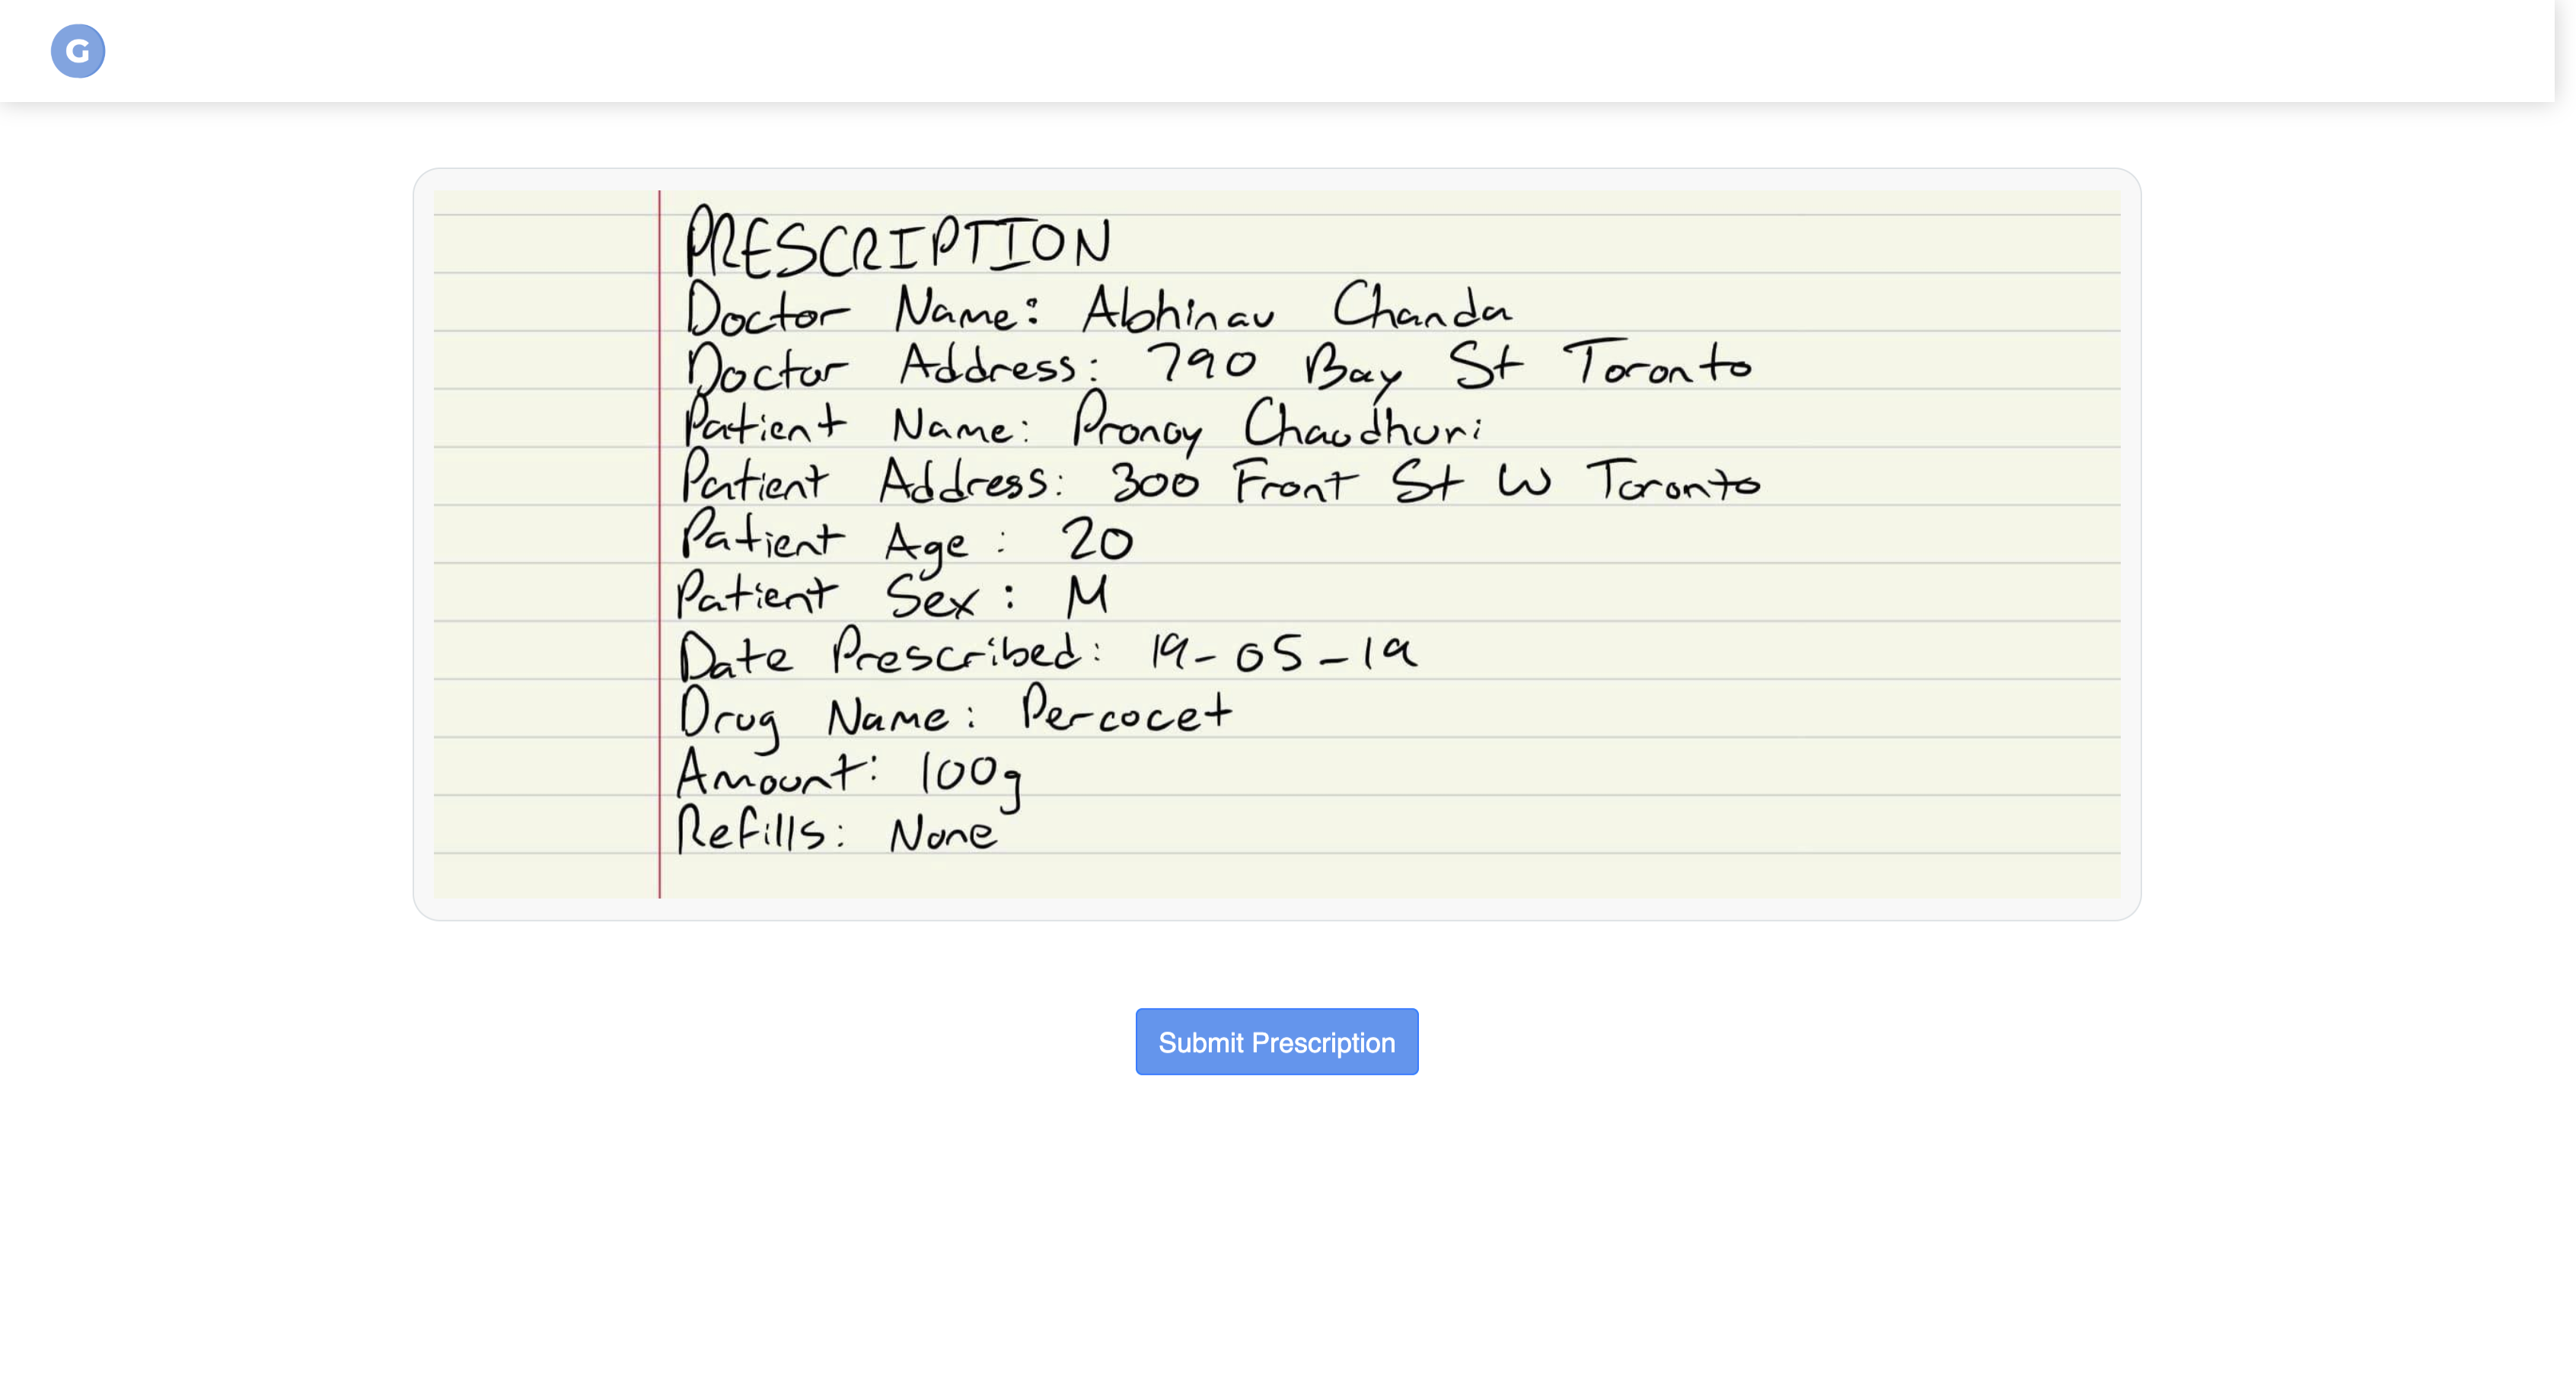 G
PRESCRIPTION
Doctor Name: Abhinav Chanda
Doctor Address: 790 Bay St Toronto
Patient Name: Pronoy Chaudhuri
Patient Address: 300 Front St W Toronto
Patient Age: 20
Patient Sex: M
Date Prescribed: 19-05-19
Drug Name: Percocet
Amount: 100g
Refills: None
Submit Prescription